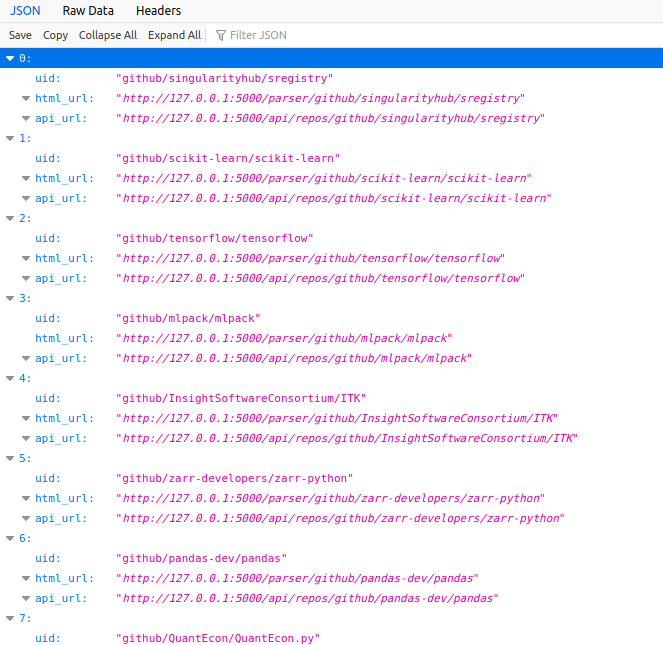 JSON Raw Data Headers
Save Copy Collapse All Expand All Filter JSON
0:
uid: "github/singularityhub/sregistry"
html_url: "http://127.0.0.1:5000/parser/github/singularityhub/sregistry"
api_url: "http://127.0.0.1:5000/api/repos/github/singularityhub/sregistry"
1:
uid: "github/scikit-learn/scikit-learn"
html_url: "http://127.0.0.1:5000/parser/github/scikit-learn/scikit-learn"
api_url: "http://127.0.0.1:5000/api/repos/github/scikit-learn/scikit-learn"
2:
uid: "github/tensorflow/tensorflow"
html_url: "http://127.0.0.1:5000/parser/github/tensorflow/tensorflow"
api_url: "http://127.0.0.1:5000/api/repos/github/tensorflow/tensorflow"
3:
uid: "github/mlpack/mlpack"
html_url: "http://127.0.0.1:5000/parser/github/mlpack/mlpack"
api_url: "http://127.0.0.1:5000/api/repos/github/mlpack/mlpack"
4:
uid: "github/InsightSoftwareConsortium/ITK"
html_url: "http://127.0.0.1:5000/parser/github/InsightSoftwareConsortium/ITK"
api_url: "http://127.0.0.1:5000/api/repos/github/InsightSoftwareConsortium/ITK"
5:
uid: "github/zarr-developers/zarr-python"
html_url: "http://127.0.0.1:5000/parser/github/zarr-developers/zarr-python"
api_url: "http://127.0.0.1:5000/api/repos/github/zarr-developers/zarr-python"
6:
uid: "github/pandas-dev/pandas"
html_url: "http://127.0.0.1:5000/parser/github/pandas-dev/pandas"
api_url: "http://127.0.0.1:5000/api/repos/github/pandas-dev/pandas"
7:
uid: "github/QuantEcon/QuantEcon.py"